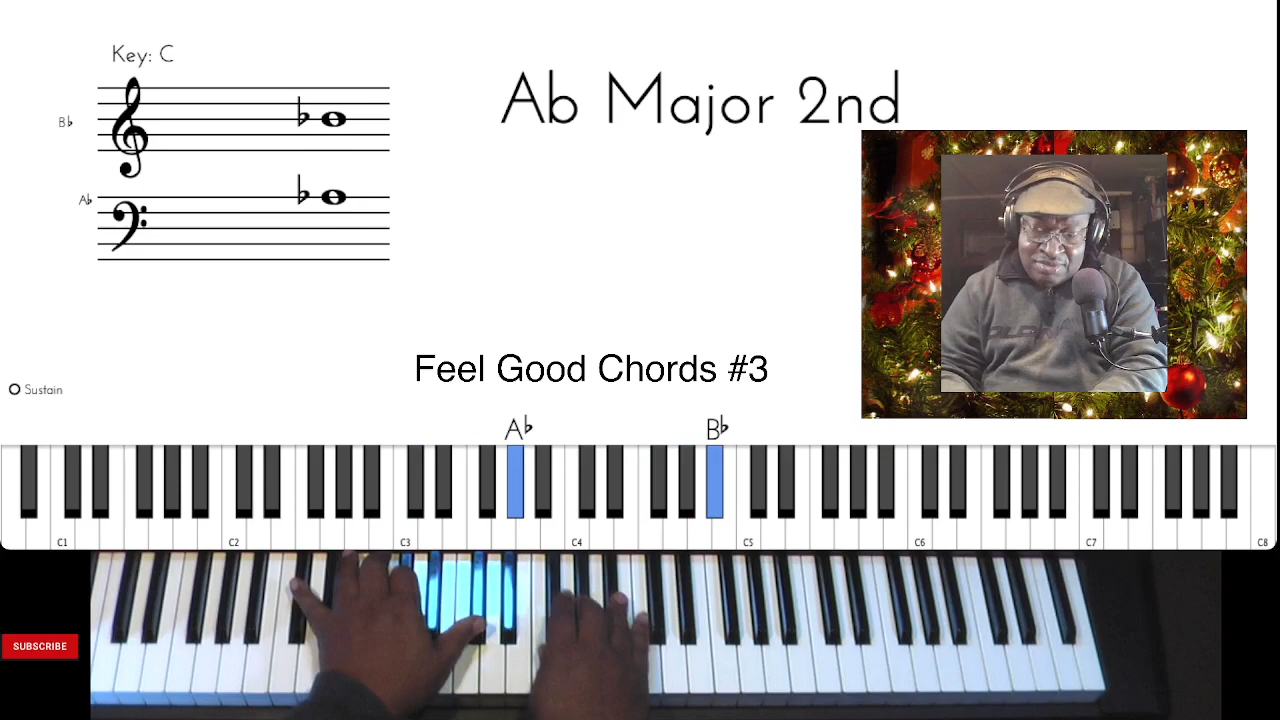 Key: C
Ab Major 2nd
B♭
A♭
Feel Good Chords #3
Sustain
A♭ B♭
C1 C2 C3 C4 C5 C6 C7 C8
SUBSCRIBE